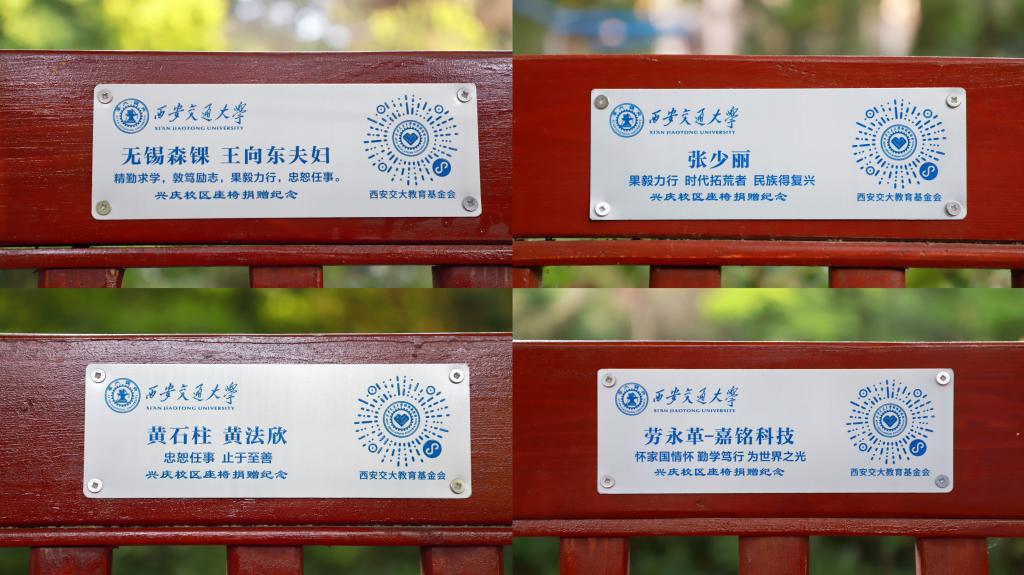 西安交通大学
XI'AN JIAOTONG UNIVERSITY
无锡森锞 王向东夫妇
精勤求学，敦笃励志，果毅力行，忠恕任事。
兴庆校区座椅捐赠纪念
西安交大教育基金会
西安交通大学
XI'AN JIAOTONG UNIVERSITY
张少丽
果毅力行 时代拓荒者 民族得复兴
兴庆校区座椅捐赠纪念
西安交大教育基金会
西安交通大学
XI'AN JIAOTONG UNIVERSITY
黄石柱 黄法欣
忠恕任事 止于至善
兴庆校区座椅捐赠纪念
西安交大教育基金会
西安交通大学
XI'AN JIAOTONG UNIVERSITY
劳永革-嘉铭科技
怀家国情怀 勤学笃行 为世界之光
兴庆校区座椅捐赠纪念
西安交大教育基金会